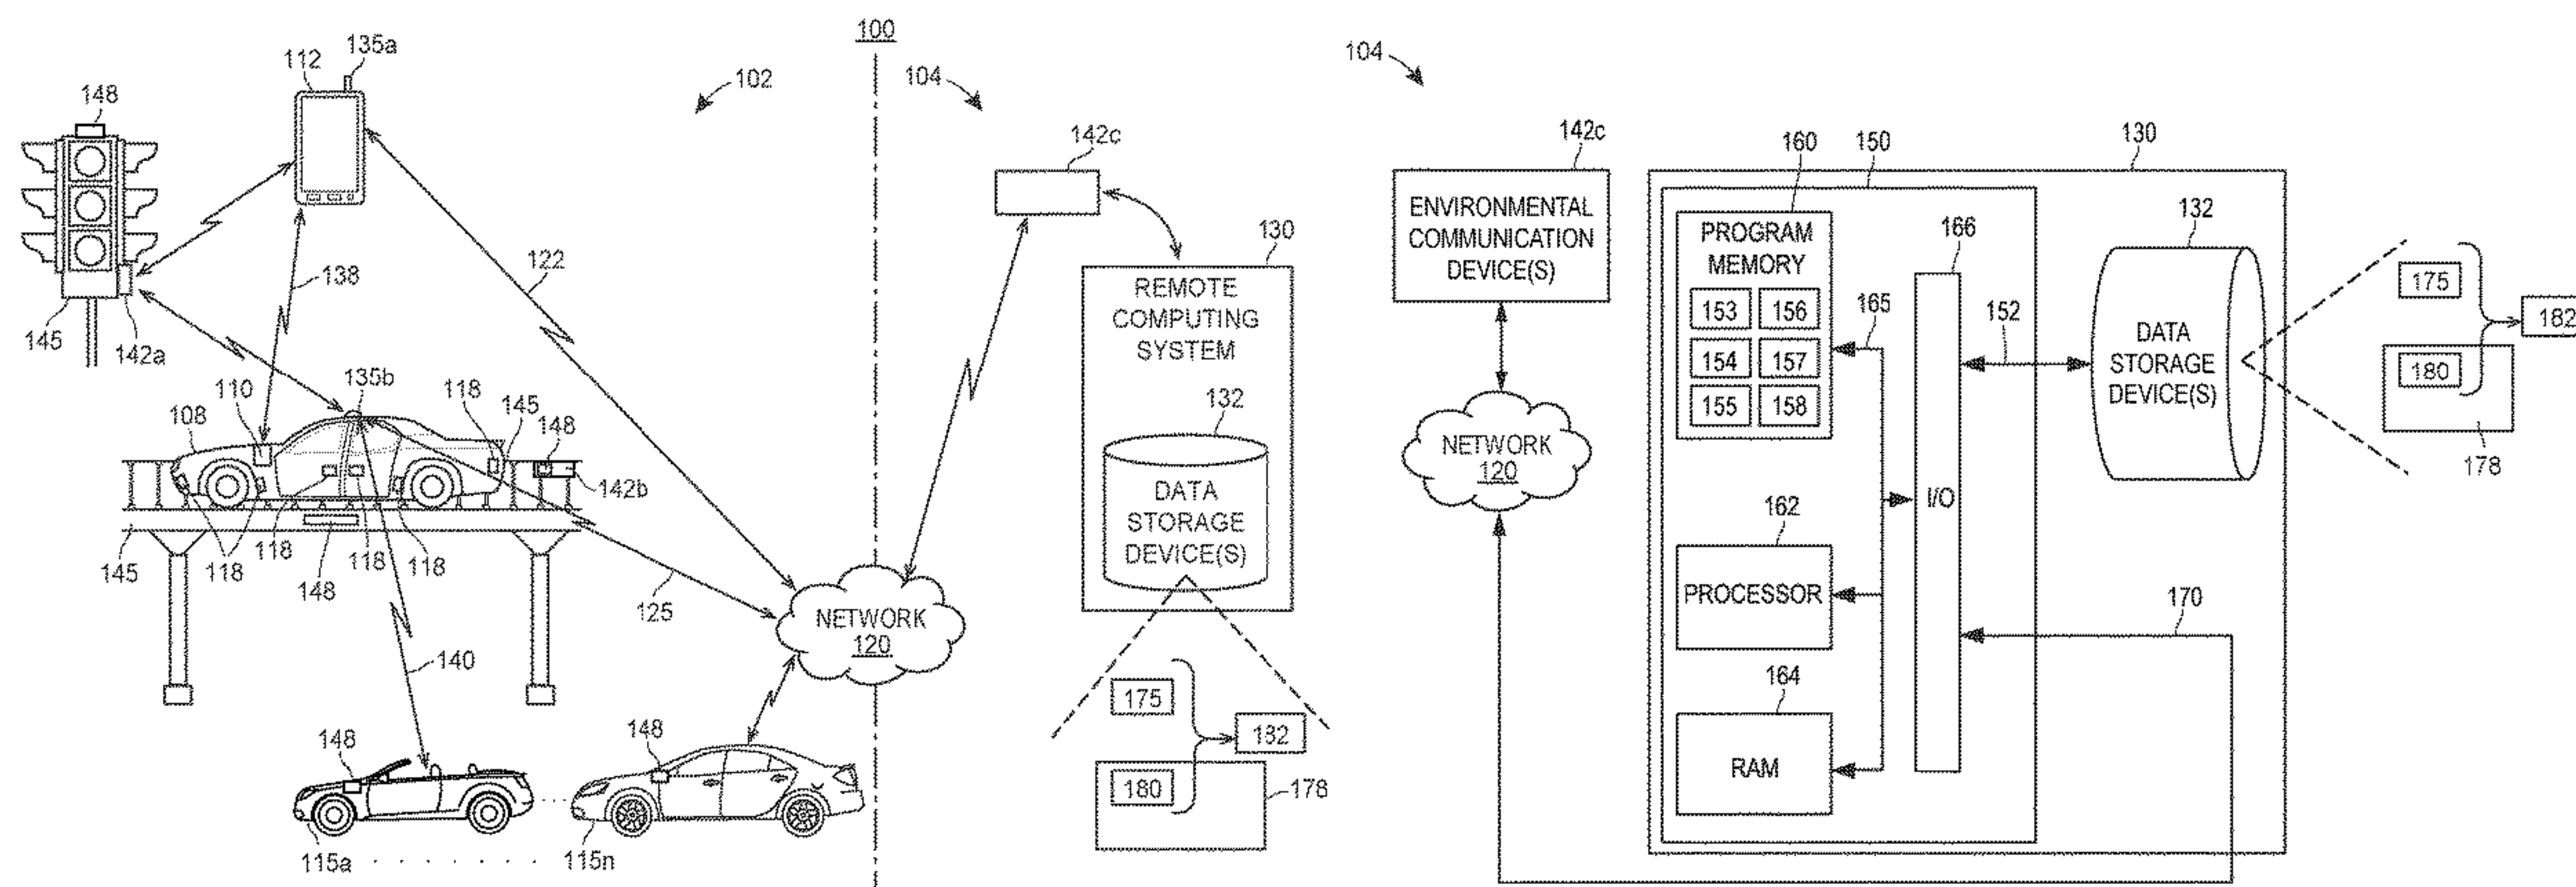 100
102
104
135a
112
148
142c
122
138
130
REMOTE
COMPUTING
SYSTEM
145
142a
135b
110
118
145
148
108
132
142b
DATA
STORAGE
DEVICE(S)
118
118
118
118
145
148
125
NETWORK
120
140
175
182
148
148
180
178
115a
115n
104
142c
ENVIRONMENTAL
COMMUNICATION
DEVICE(S)
160
150
130
PROGRAM
MEMORY
166
132
153 156
154 157
155 158
165
152
DATA
STORAGE
DEVICE(S)
175
182
180
178
NETWORK
120
I/O
162
PROCESSOR
170
164
RAM